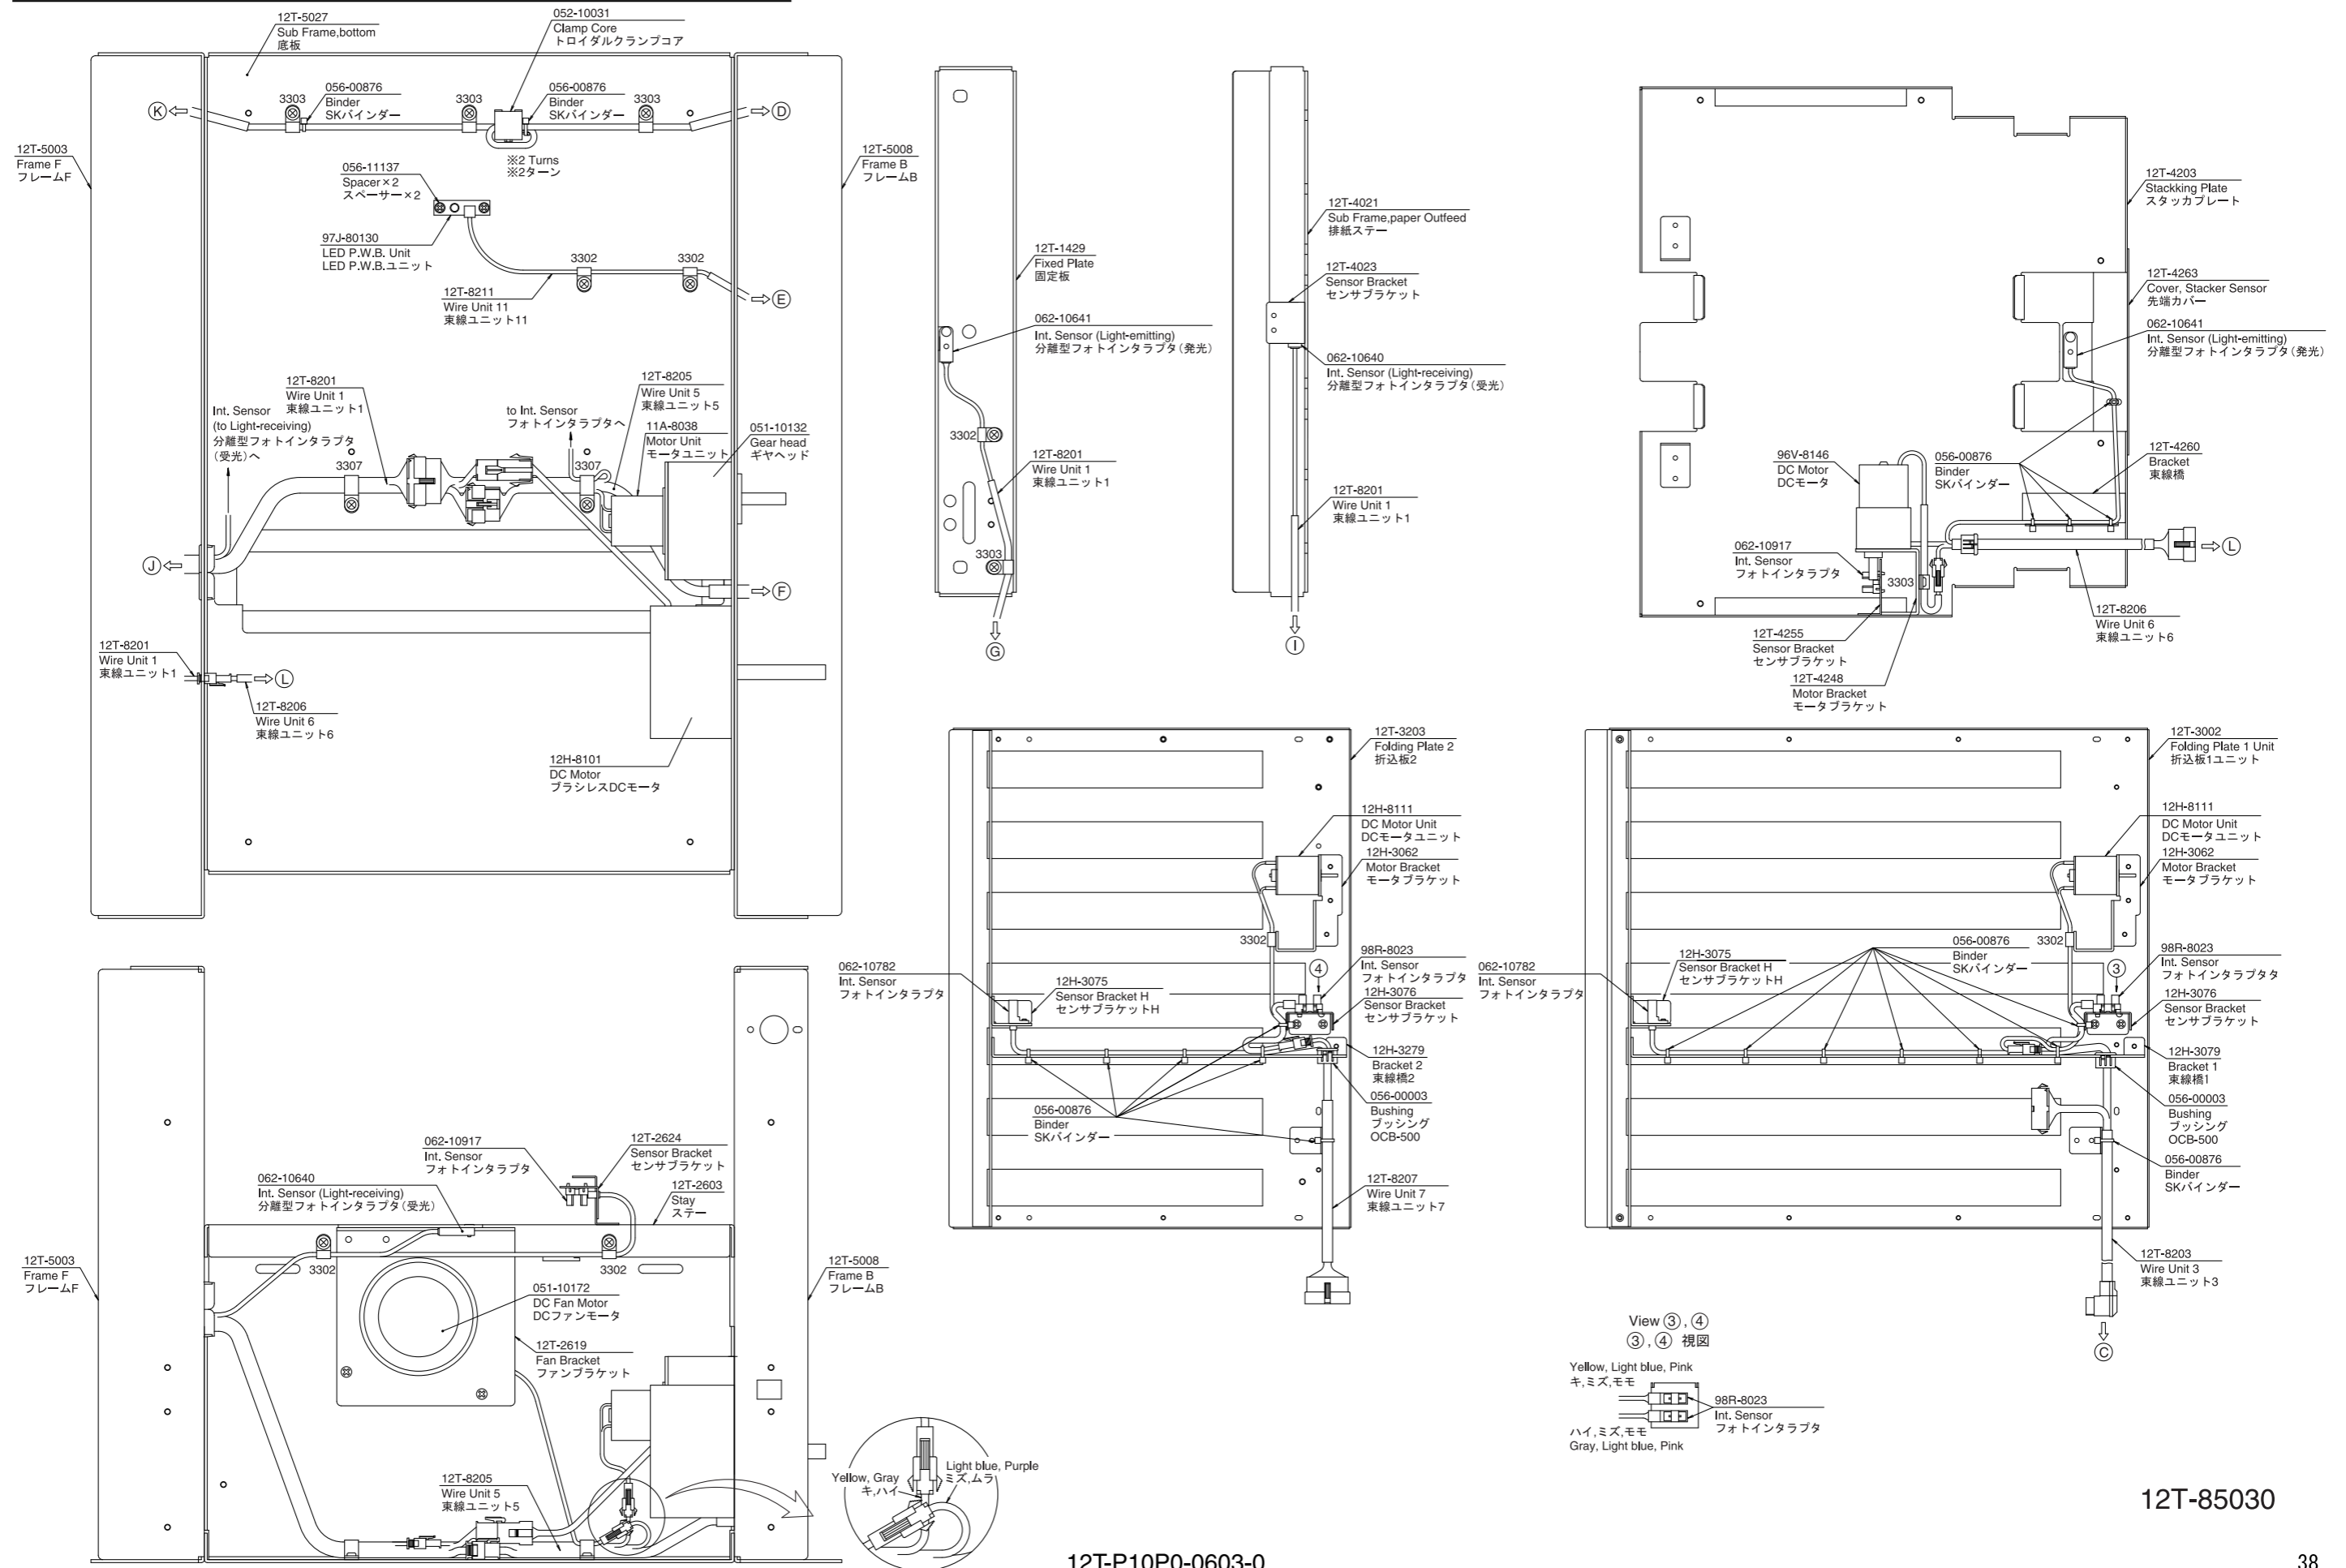 12T-5027
Sub Frame,bottom
底板
052-10031
Clamp Core
トロイダルクランプコア
3303
056-00876
Binder
SKバインダー
3303
056-00876
Binder
SKバインダー
3303
K
D
※2 Turns
※2ターン
12T-5003
Frame F
フレームF
12T-5008
Frame B
フレームB
056-11137
Spacer×2
スペーサー×2
97J-80130
LED P.W.B. Unit
LED P.W.B.ユニット
3302
3302
12T-8211
Wire Unit 11
束線ユニット11
E
12T-8201
Wire Unit 1
束線ユニット1
Int. Sensor
(to Light-receiving)
分離型フォトインタラプタ
(受光)へ
to Int. Sensor
フォトインタラプタへ
12T-8205
Wire Unit 5
束線ユニット5
11A-8038
Motor Unit
モータユニット
051-10132
Gear head
ギヤヘッド
3307
3307
J
F
12T-8201
Wire Unit 1
束線ユニット1
L
12T-8206
Wire Unit 6
束線ユニット6
12H-8101
DC Motor
ブラシレスDCモータ
12T-1429
Fixed Plate
固定板
062-10641
Int. Sensor (Light-emitting)
分離型フォトインタラプタ(発光)
3302
12T-8201
Wire Unit 1
束線ユニット1
3303
G
12T-4021
Sub Frame,paper Outfeed
排紙ステー
12T-4023
Sensor Bracket
センサブラケット
062-10640
Int. Sensor (Light-receiving)
分離型フォトインタラプタ(受光)
12T-8201
Wire Unit 1
束線ユニット1
I
12T-4203
Stackking Plate
スタッカプレート
12T-4263
Cover, Stacker Sensor
先端カバー
062-10641
Int. Sensor (Light-emitting)
分離型フォトインタラプタ(発光)
12T-4260
Bracket
束線橋
96V-8146
DC Motor
DCモータ
056-00876
Binder
SKバインダー
062-10917
Int. Sensor
フォトインタラプタ
3303
L
12T-8206
Wire Unit 6
束線ユニット6
12T-4255
Sensor Bracket
センサブラケット
12T-4248
Motor Bracket
モータブラケット
12T-3203
Folding Plate 2
折込板2
12H-8111
DC Motor Unit
DCモータユニット
12H-3062
Motor Bracket
モータブラケット
3302
062-10782
Int. Sensor
フォトインタラプタ
12H-3075
Sensor Bracket H
センサブラケットH
④
98R-8023
Int. Sensor
フォトインタラプタ
12H-3076
Sensor Bracket
センサブラケット
12H-3279
Bracket 2
束線橋2
056-00003
Bushing
ブッシング
OCB-500
056-00876
Binder
SKバインダー
12T-8207
Wire Unit 7
束線ユニット7
12T-3002
Folding Plate 1 Unit
折込板1ユニット
12H-8111
DC Motor Unit
DCモータユニット
12H-3062
Motor Bracket
モータブラケット
3302
056-00876
Binder
SKバインダー
062-10782
Int. Sensor
フォトインタラプタ
12H-3075
Sensor Bracket H
センサブラケットH
③
98R-8023
Int. Sensor
フォトインタラプタタ
12H-3076
Sensor Bracket
センサブラケット
12H-3079
Bracket 1
束線橋1
056-00003
Bushing
ブッシング
OCB-500
056-00876
Binder
SKバインダー
12T-8203
Wire Unit 3
束線ユニット3
C
View ③, ④
③, ④ 視図
Yellow, Light blue, Pink
キ,ミズ,モモ
98R-8023
Int. Sensor
フォトインタラプタ
ハイ,ミズ,モモ
Gray, Light blue, Pink
062-10917
Int. Sensor
フォトインタラプタ
12T-2624
Sensor Bracket
センサブラケット
062-10640
Int. Sensor (Light-receiving)
分離型フォトインタラプタ(受光)
12T-2603
Stay
ステー
12T-5003
Frame F
フレームF
3302
3302
12T-5008
Frame B
フレームB
051-10172
DC Fan Motor
DCファンモータ
12T-2619
Fan Bracket
ファンブラケット
12T-8205
Wire Unit 5
束線ユニット5
Yellow, Gray
キ,ハイ
Light blue, Purple
ミズ,ムラ
12T-85030
12T-P10P0-0603-0
38